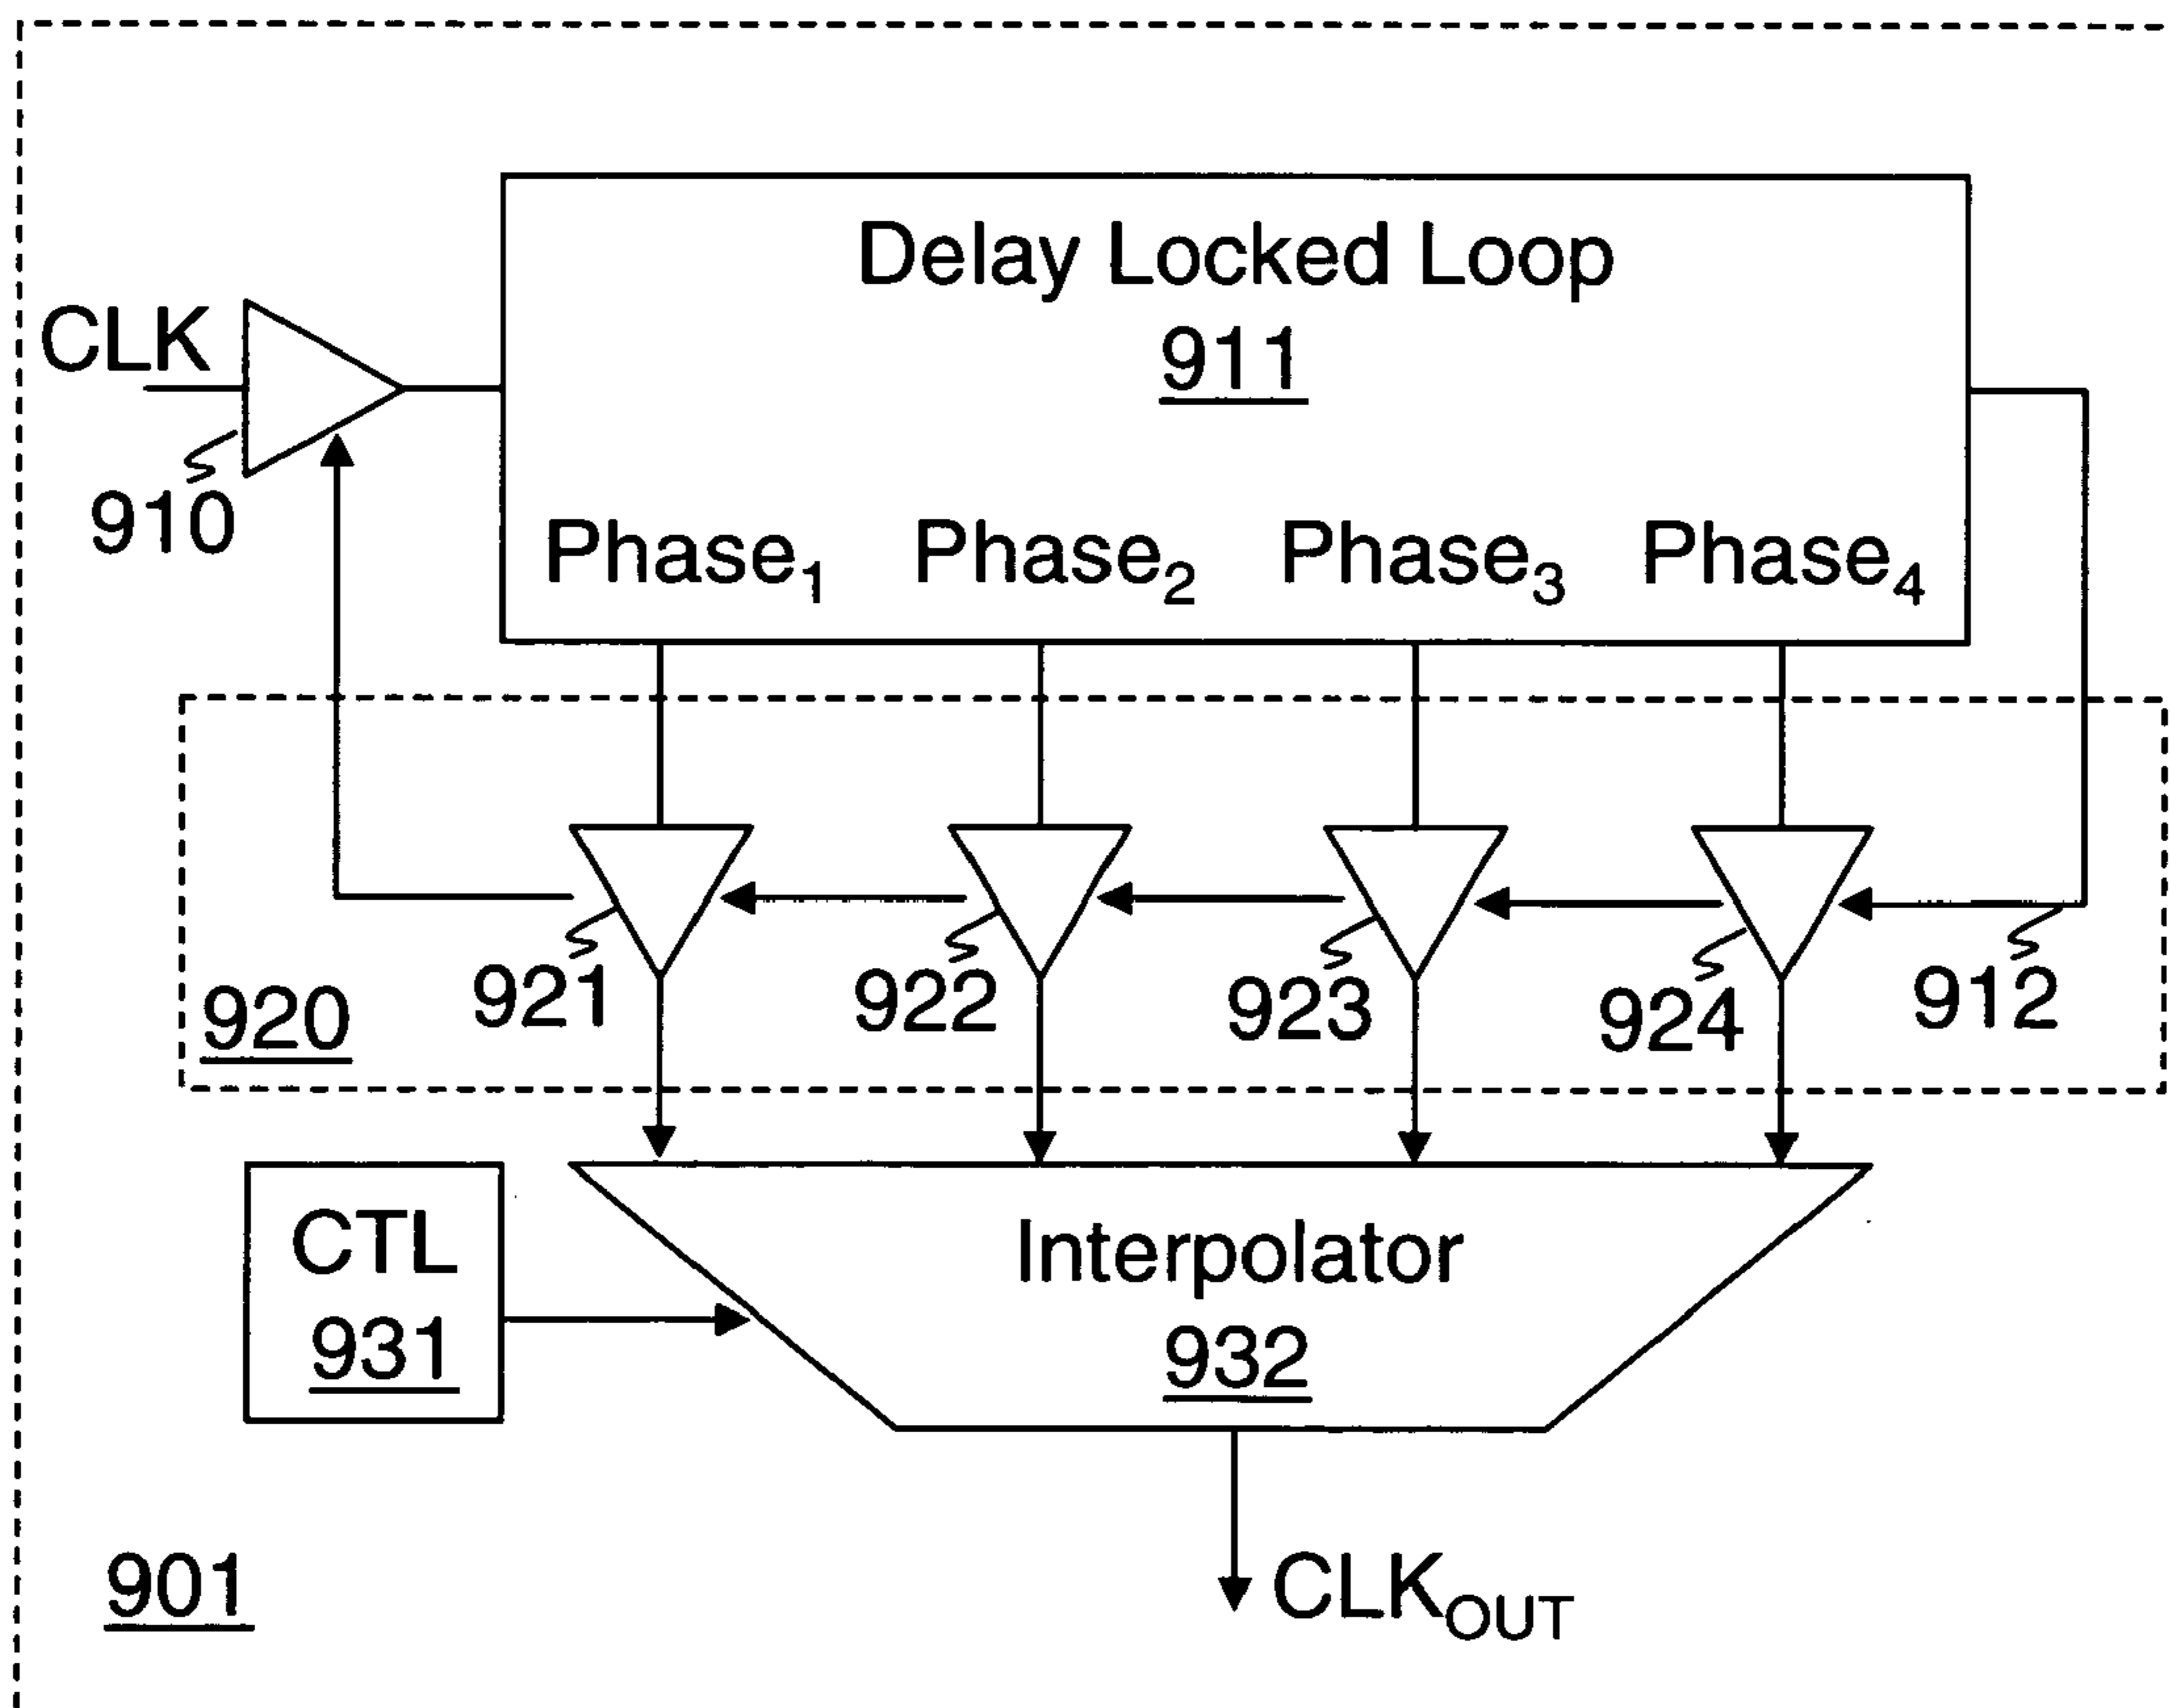 Delay Locked Loop
911
CLK
910
Phase₁ Phase₂ Phase₃ Phase₄
921 922 923 924 912
920
CTL
931
Interpolator
932
901
CLK_OUT